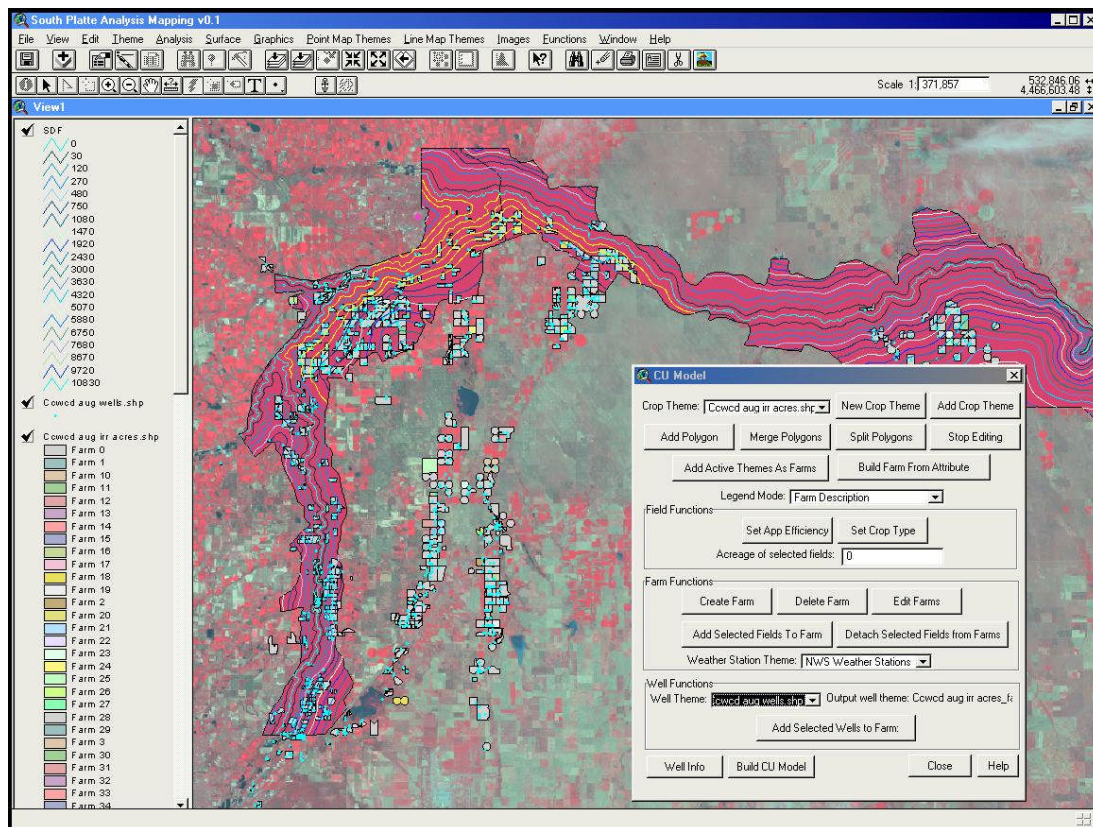 South Platte Analysis Mapping v0.1
File View Edit Theme Analysis Surface Graphics Point Map Themes Line Map Themes Images Functions Window Help
Scale 1: 371,857
532,846.06
4,466,603.48
View1
SDF
0
30
120
270
480
750
1080
1470
1920
2430
3000
3630
4320
5070
5880
6750
7680
8670
9720
10830
Ccwcd aug wells.shp
Ccwcd aug irr acres.shp
Farm 0
Farm 1
Farm 10
Farm 11
Farm 12
Farm 13
Farm 14
Farm 15
Farm 16
Farm 17
Farm 18
Farm 19
Farm 2
Farm 20
Farm 21
Farm 22
Farm 23
Farm 24
Farm 25
Farm 26
Farm 27
Farm 28
Farm 29
Farm 3
Farm 30
Farm 31
Farm 32
Farm 33
Farm 34
CU Model
Crop Theme: Ccwcd aug irr acres.shp New Crop Theme Add Crop Theme
Add Polygon Merge Polygons Split Polygons Stop Editing
Add Active Themes As Farms Build Farm From Attribute
Legend Mode: Farm Description
Field Functions
Set App Efficiency Set Crop Type
Acreage of selected fields: 0
Farm Functions
Create Farm Delete Farm Edit Farms
Add Selected Fields To Farm Detach Selected Fields from Farms
Weather Station Theme: NWS Weather Stations
Well Functions
Well Theme: Ccwcd aug wells.shp Output well theme: Ccwcd aug irr acres_fa
Add Selected Wells to Farm:
Well Info Build CU Model Close Help